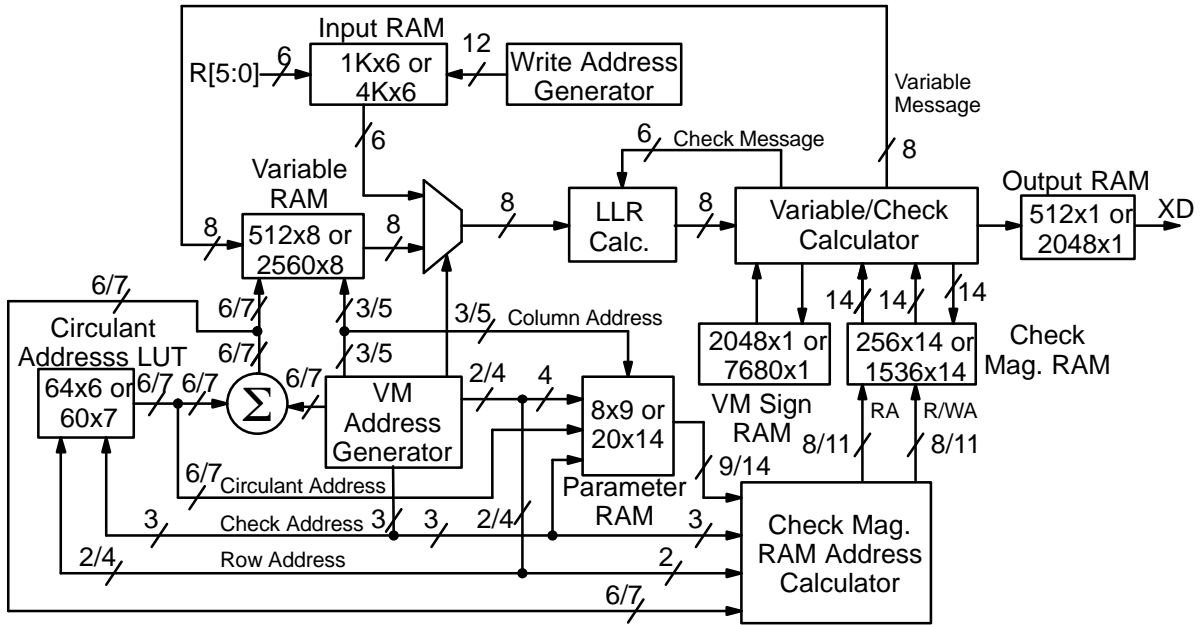 Input RAM
R[5:0]
6
1Kx6 or
4Kx6
12
Write Address
Generator
6
Variable
Message
8
6
Check Message
Variable
RAM
8
512x8 or
2560x8
8
8
LLR
Calc.
8
Variable/Check
Calculator
Output RAM
512x1 or
2048x1
XD
6/7
6/7
3/5
3/5
Column Address
14
14
14
Circulant
Addresss LUT
6/7
3/5
2048x1 or
7680x1
256x14 or
1536x14
Check
Mag. RAM
64x6 or
60x7
6/7
6/7
Σ
6/7
VM
Address
Generator
2/4
4
8x9 or
20x14
VM Sign
RAM
RA
R/WA
8/11
8/11
9/14
6/7
Circulant Address
Parameter
RAM
3
Check Address
3
3
2/4
3
Check Mag.
RAM Address
Calculator
2/4
Row Address
2
6/7